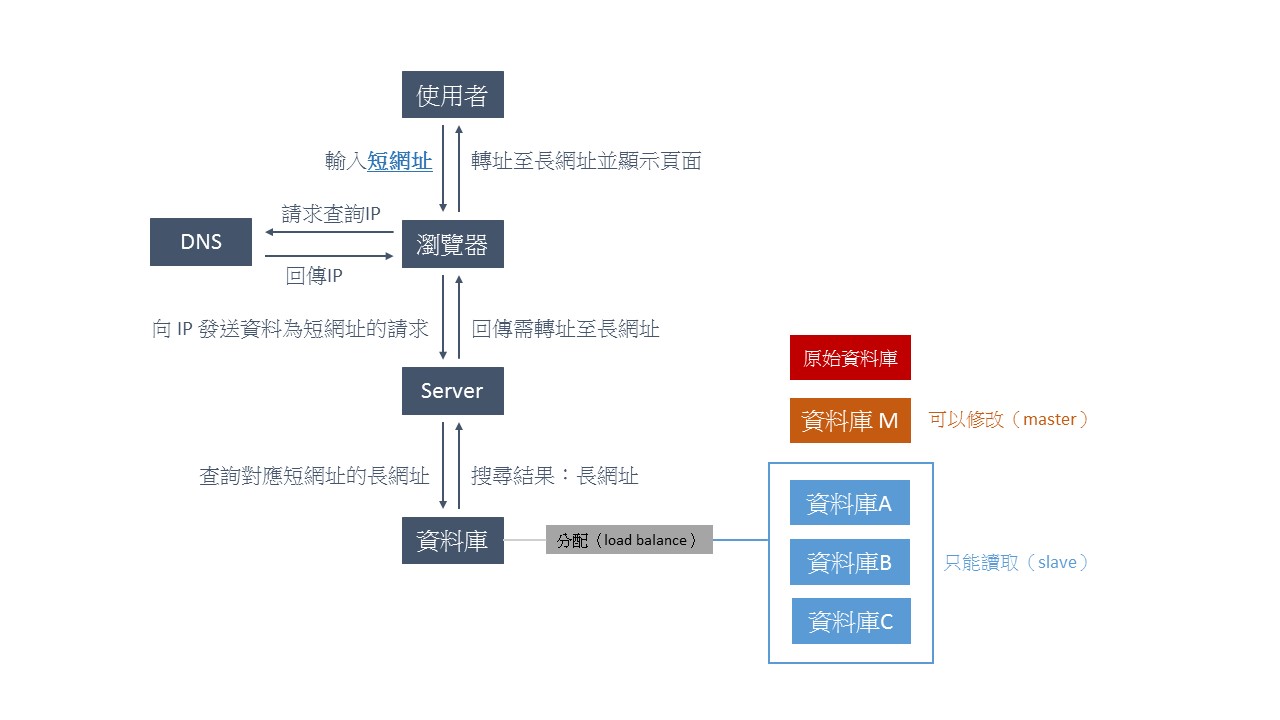 使用者
輸入短網址
轉址至長網址並顯示頁面
請求查詢IP
DNS
瀏覽器
回傳IP
向 IP 發送資料為短網址的請求
回傳需轉址至長網址
原始資料庫
Server
資料庫 M
可以修改（master）
查詢對應短網址的長網址
搜尋結果：長網址
資料庫A
資料庫
分配（load balance）
資料庫B
只能讀取（slave）
資料庫C